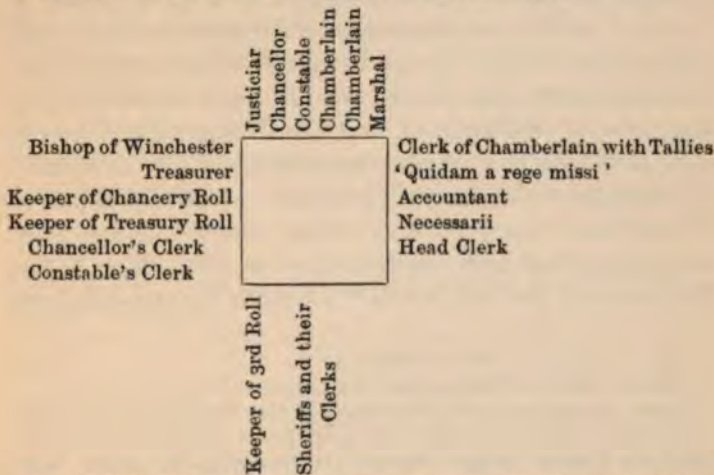 Justiciar
Chancellor
Constable
Chamberlain
Chamberlain
Marshal
Bishop of Winchester
Treasurer
Keeper of Chancery Roll
Keeper of Treasury Roll
Chancellor's Clerk
Constable's Clerk
Clerk of Chamberlain with Tallies
‘Quidam a rege missi’
Accountant
Necessarii
Head Clerk
Keeper of 3rd Roll
Sheriffs and their
Clerks